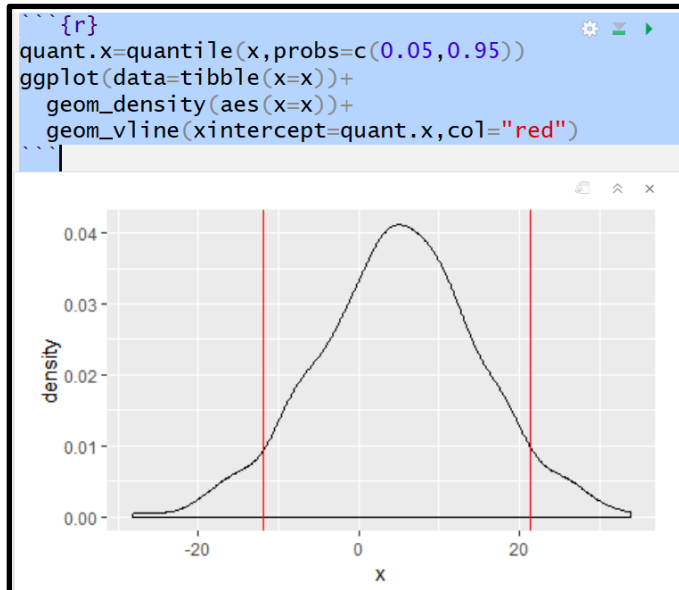 ```{r}
quant.x=quantile(x,probs=c(0.05,0.95))
ggplot(data=tibble(x=x))+
  geom_density(aes(x=x))+
  geom_vline(xintercept=quant.x,col="red")
```
0.04
0.03
0.02
0.01
0.00
density
-20 0 20
x